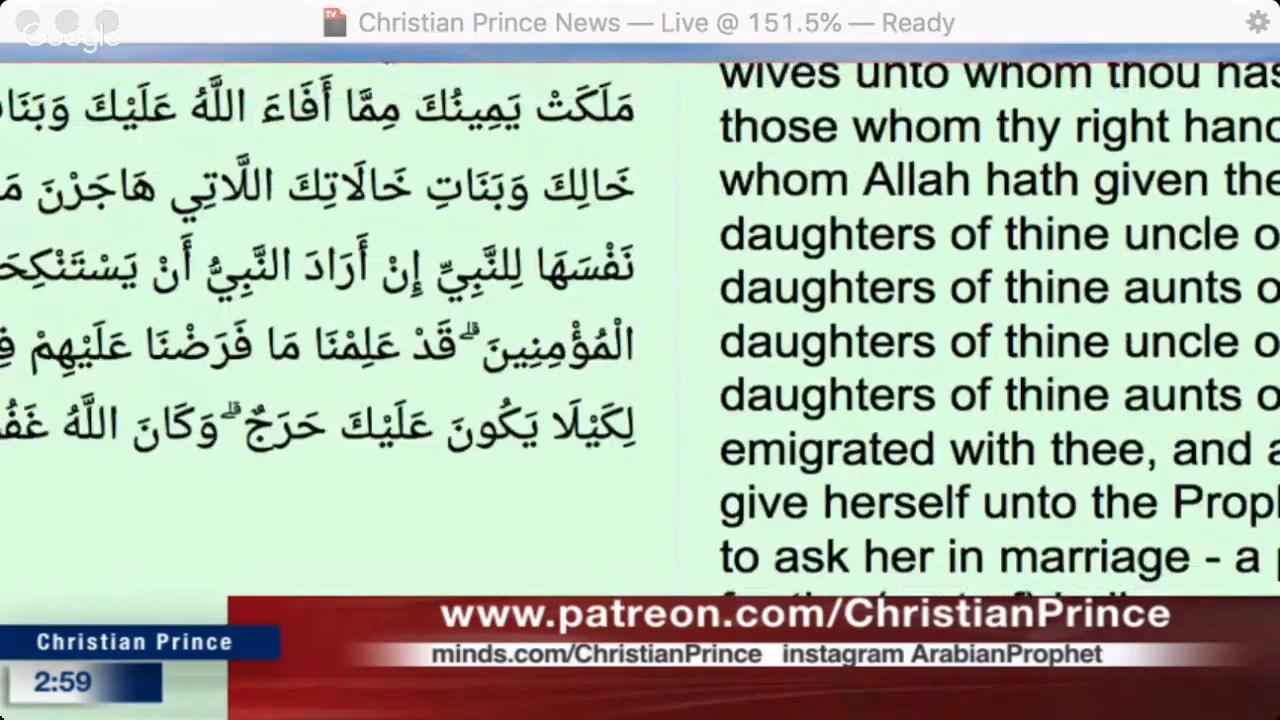 Christian Prince News — Live @ 151.5% — Ready
Google
مَلَكَتْ يَمِينُكَ مِمَّا أَفَاءَ اللَّهُ عَلَيْكَ وَبَنَا
خَالِكَ وَبَنَاتِ خَالَاتِكَ اللَّاتِي هَاجَرْنَ مَ
نَفْسَهَا لِلنَّبِيِّ إِنْ أَرَادَ النَّبِيُّ أَنْ يَسْتَنْكِحَ
الْمُؤْمِنِينَ ۗ قَدْ عَلِمْنَا مَا فَرَضْنَا عَلَيْهِمْ فِ
لِكَيْلَا يَكُونَ عَلَيْكَ حَرَجٌ ۗ وَكَانَ اللَّهُ غَفُ
wives unto whom thou has
those whom thy right hand
whom Allah hath given the
daughters of thine uncle o
daughters of thine aunts o
daughters of thine uncle o
daughters of thine aunts o
emigrated with thee, and a
give herself unto the Prop
to ask her in marriage - a p
www.patreon.com/ChristianPrince
Christian Prince
minds.com/ChristianPrince instagram ArabianProphet
2:59